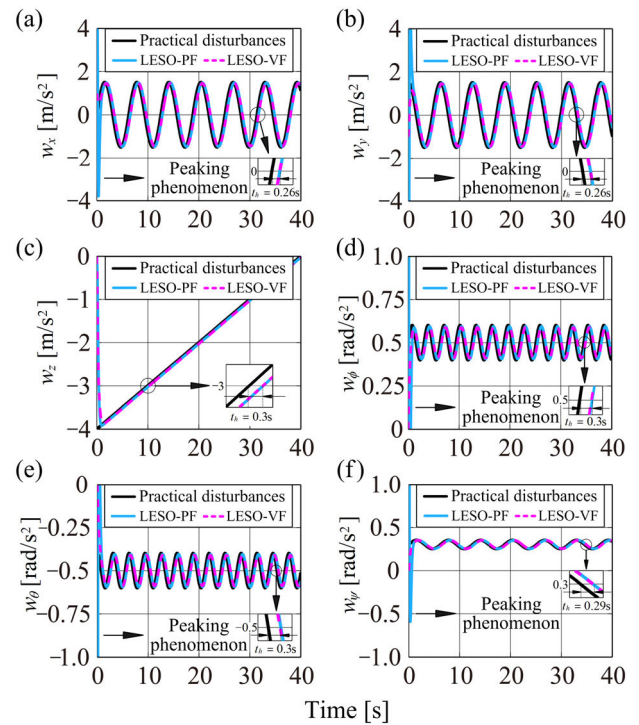 (a)
Practical disturbances
LESO-PF LESO-VF
w_x [m/s²]
4
2
0
−2
−4
0 10 20 30 40
Peaking
phenomenon
0
t_h = 0.26s
(b)
Practical disturbances
LESO-PF LESO-VF
w_y [m/s²]
4
2
0
−2
−4
0 10 20 30 40
Peaking
phenomenon
0
t_h = 0.26s
(c)
Practical disturbances
LESO-PF LESO-VF
w_z [m/s²]
0
−1
−2
−3
−4
0 10 20 30 40
−3
t_h = 0.3s
(d)
Practical disturbances
LESO-PF LESO-VF
w_ϕ [rad/s²]
1.0
0.75
0.5
0.25
0
0 10 20 30 40
Peaking
phenomenon
0.5
t_h = 0.3s
(e)
Practical disturbances
LESO-PF LESO-VF
w_θ [rad/s²]
0
−0.25
−0.5
−0.75
−1.0
0 10 20 30 40
Peaking
phenomenon
−0.5
t_h = 0.3s
(f)
Practical disturbances
LESO-PF LESO-VF
w_ψ [rad/s²]
1.0
0.5
0
−0.5
−1.0
0 10 20 30 40
Peaking
phenomenon
0.3
t_h = 0.29s
Time [s]